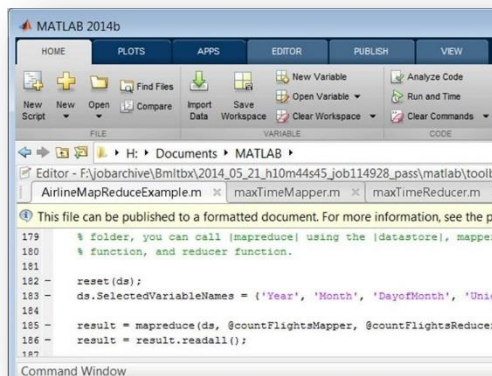 MATLAB 2014b
HOME PLOTS APPS EDITOR PUBLISH VIEW
New Script New Open Find Files Compare Import Data Save Workspace New Variable Open Variable Clear Workspace Analyze Code Run and Time Clear Commands
FILE VARIABLE CODE
H: Documents MATLAB
Editor - F:\jobarchive\Bmltbx\2014_05_21_h10m44s45_job114928_pass\matlab\toolb
AirlineMapReduceExample.m × maxTimeMapper.m × maxTimeReducer.m
This file can be published to a formatted document. For more information, see the p
179 % folder, you can call |mapreduce| using the |datastore|, mapper
180 % function, and reducer function.
181
182 - reset(ds);
183 - ds.SelectedVariableNames = {'Year', 'Month', 'DayofMonth', 'Uni
184
185 - result = mapreduce(ds, @countFlightsMapper, @countFlightsReducer
186 - result = result.readall();
187
Command Window